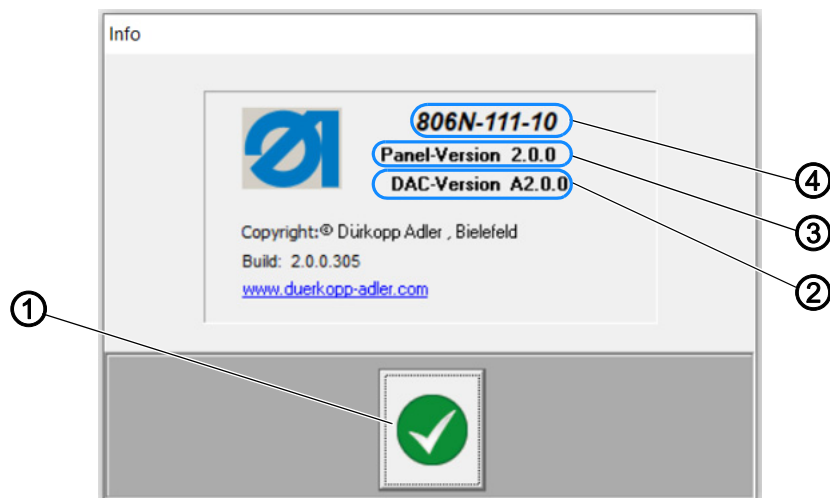 Info
806N-111-10
Panel-Version 2.0.0
DAC-Version A2.0.0
Copyright:© Dürkopp Adler , Bielefeld
Build: 2.0.0.305
www.duerkopp-adler.com
④
③
②
①